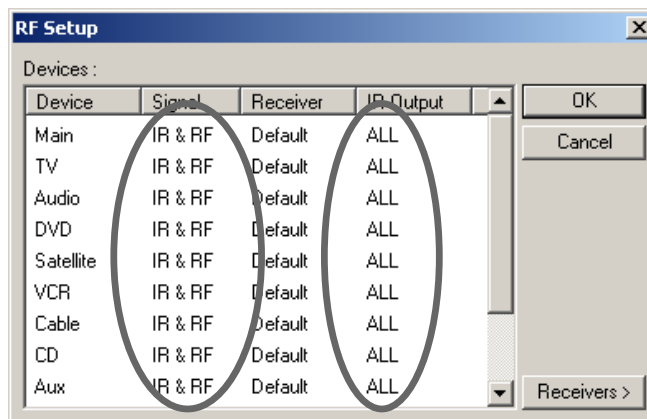 RF Setup
Devices :
Device Signal Receiver IR Output
Main IR & RF Default ALL
TV IR & RF Default ALL
Audio IR & RF Default ALL
DVD IR & RF Default ALL
Satellite IR & RF Default ALL
VCR IR & RF Default ALL
Cable IR & RF Default ALL
CD IR & RF Default ALL
Aux IR & RF Default ALL
OK
Cancel
Receivers >